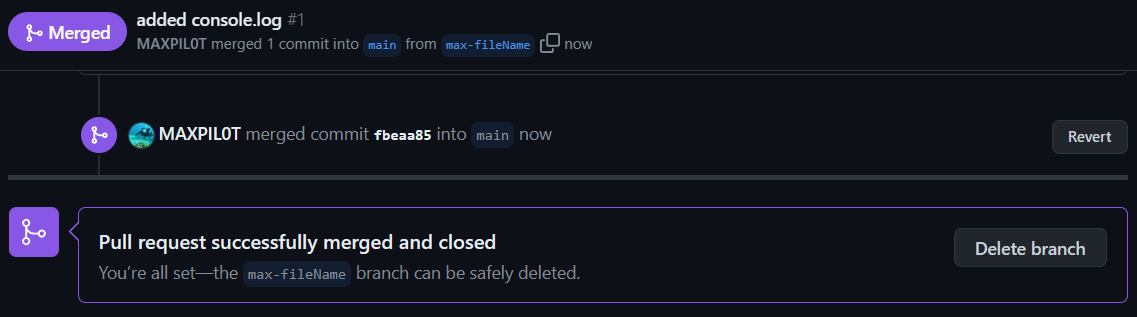 Merged
added console.log #1
MAXPIL0T merged 1 commit into main from max-fileName now
MAXPIL0T merged commit fbeaa85 into main now
Revert
Pull request successfully merged and closed
You're all set—the max-fileName branch can be safely deleted.
Delete branch